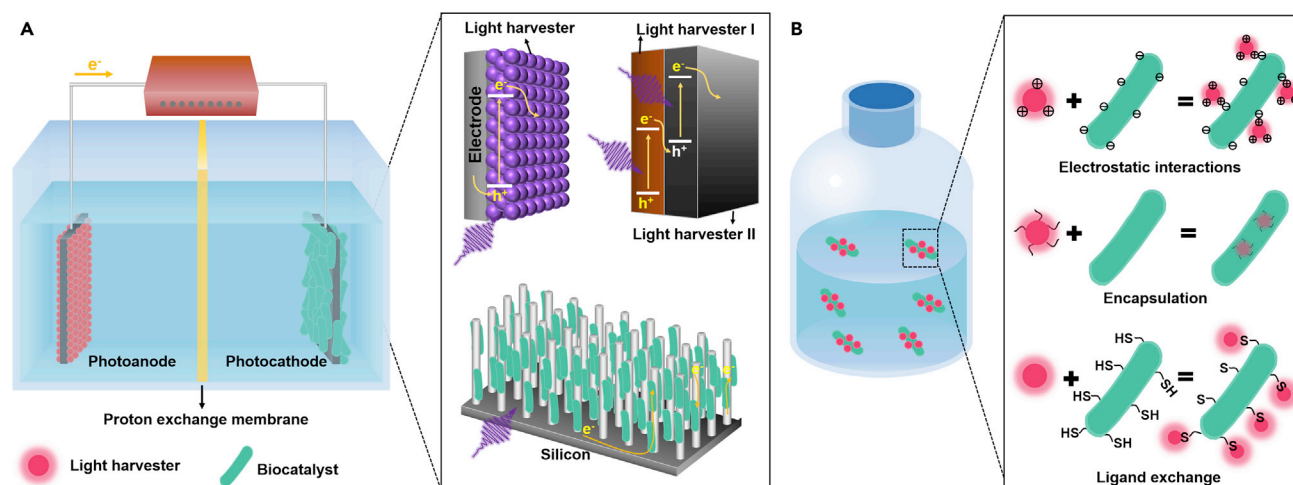 A
e-
Photoanode
Photocathode
Proton exchange membrane
Light harvester
Biocatalyst
Light harvester
Electrode
e-
h+
Light harvester I
e-
e-
h+
h+
Light harvester II
e-
e-
e-
Silicon
B
+
=
Electrostatic interactions
+
=
Encapsulation
+
HS
HS
HS
SH
SH
SH
=
S
S
S
S
S
S
Ligand exchange